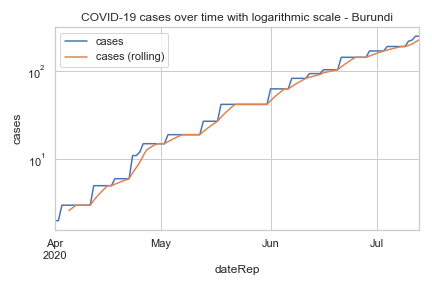 COVID-19 cases over time with logarithmic scale - Burundi
cases
cases (rolling)
10²
10¹
cases
Apr
2020
May
Jun
Jul
dateRep